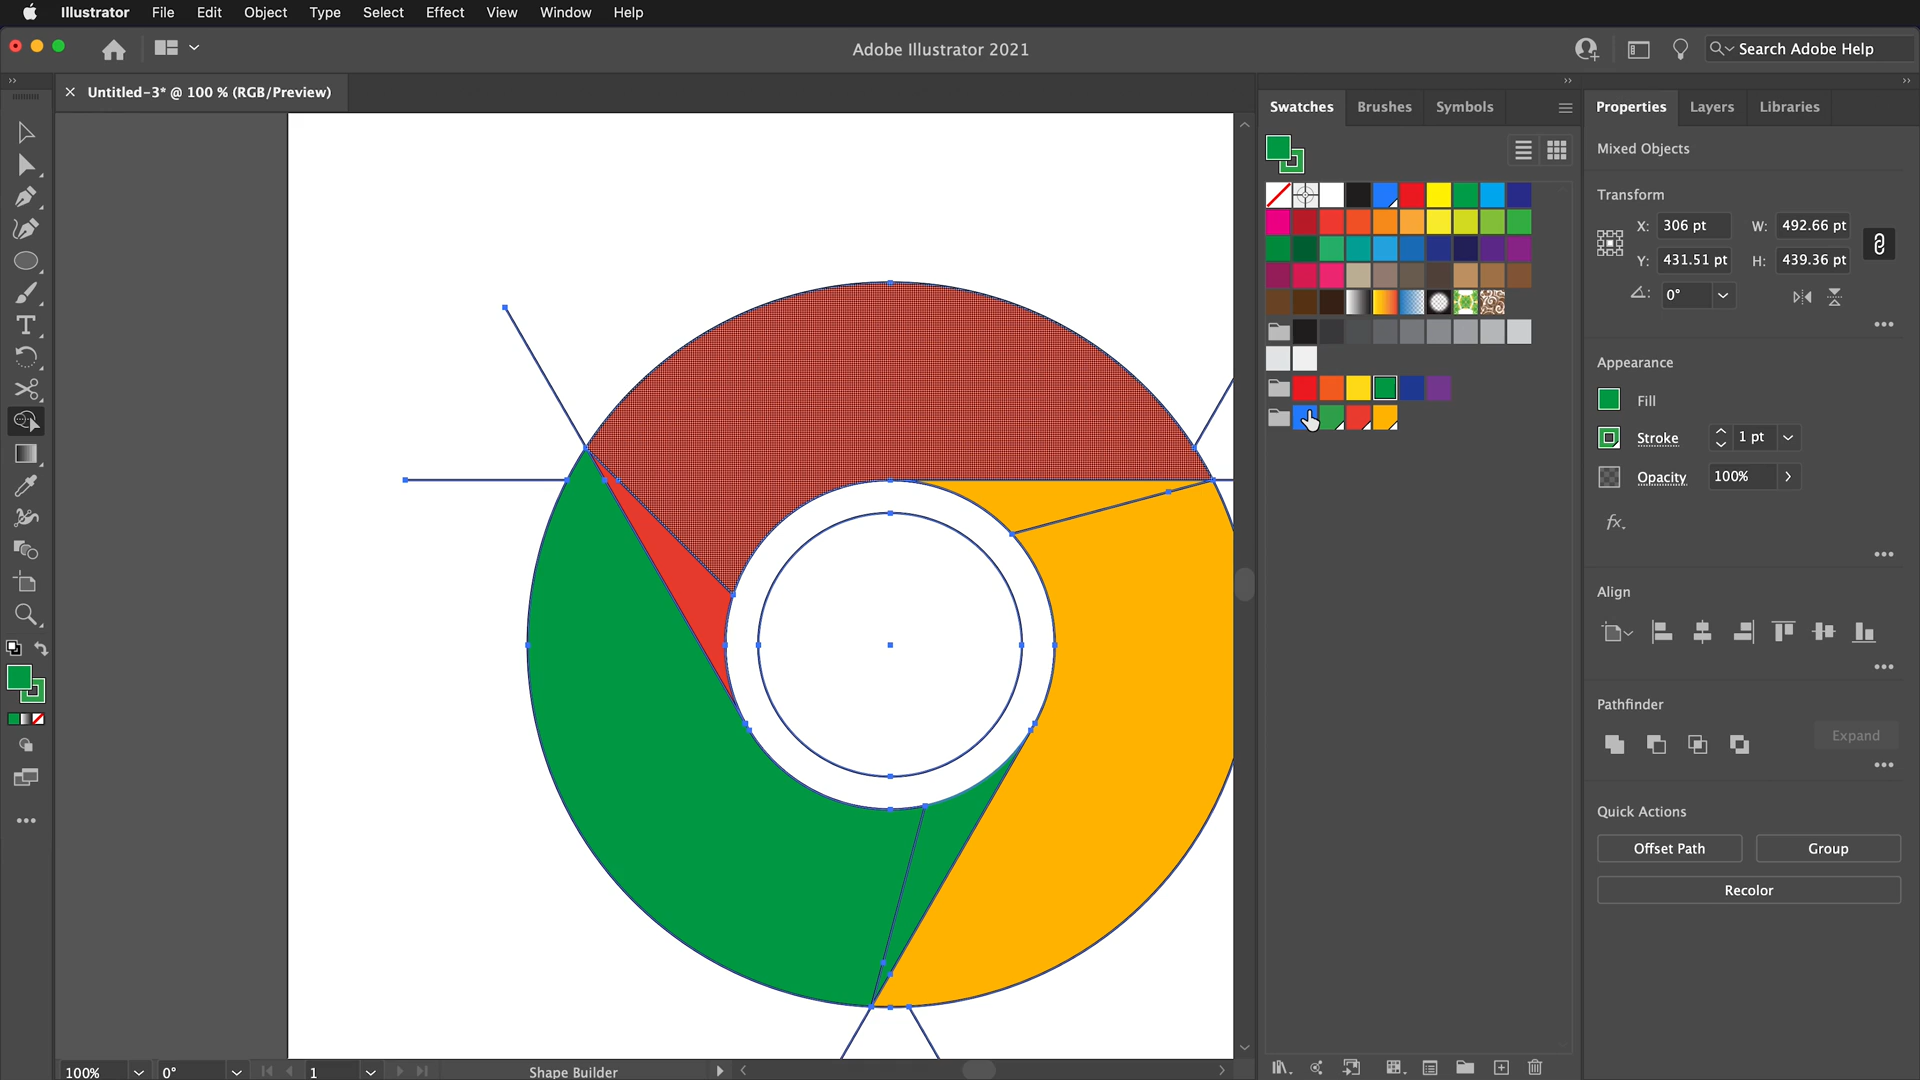 Illustrator File Edit Object Type Select Effect View Window Help
Adobe Illustrator 2021
Search Adobe Help
× Untitled-3* @ 100 % (RGB/Preview)
Swatches Brushes Symbols
Properties Layers Libraries
Mixed Objects
Transform
X: 306 pt W: 492.66 pt
Y: 431.51 pt H: 439.36 pt
0°
Appearance
Fill
Stroke 1 pt
Opacity 100%
fx.
Align
Pathfinder
Expand
Quick Actions
Offset Path Group
Recolor
100% 0° 1 Shape Builder